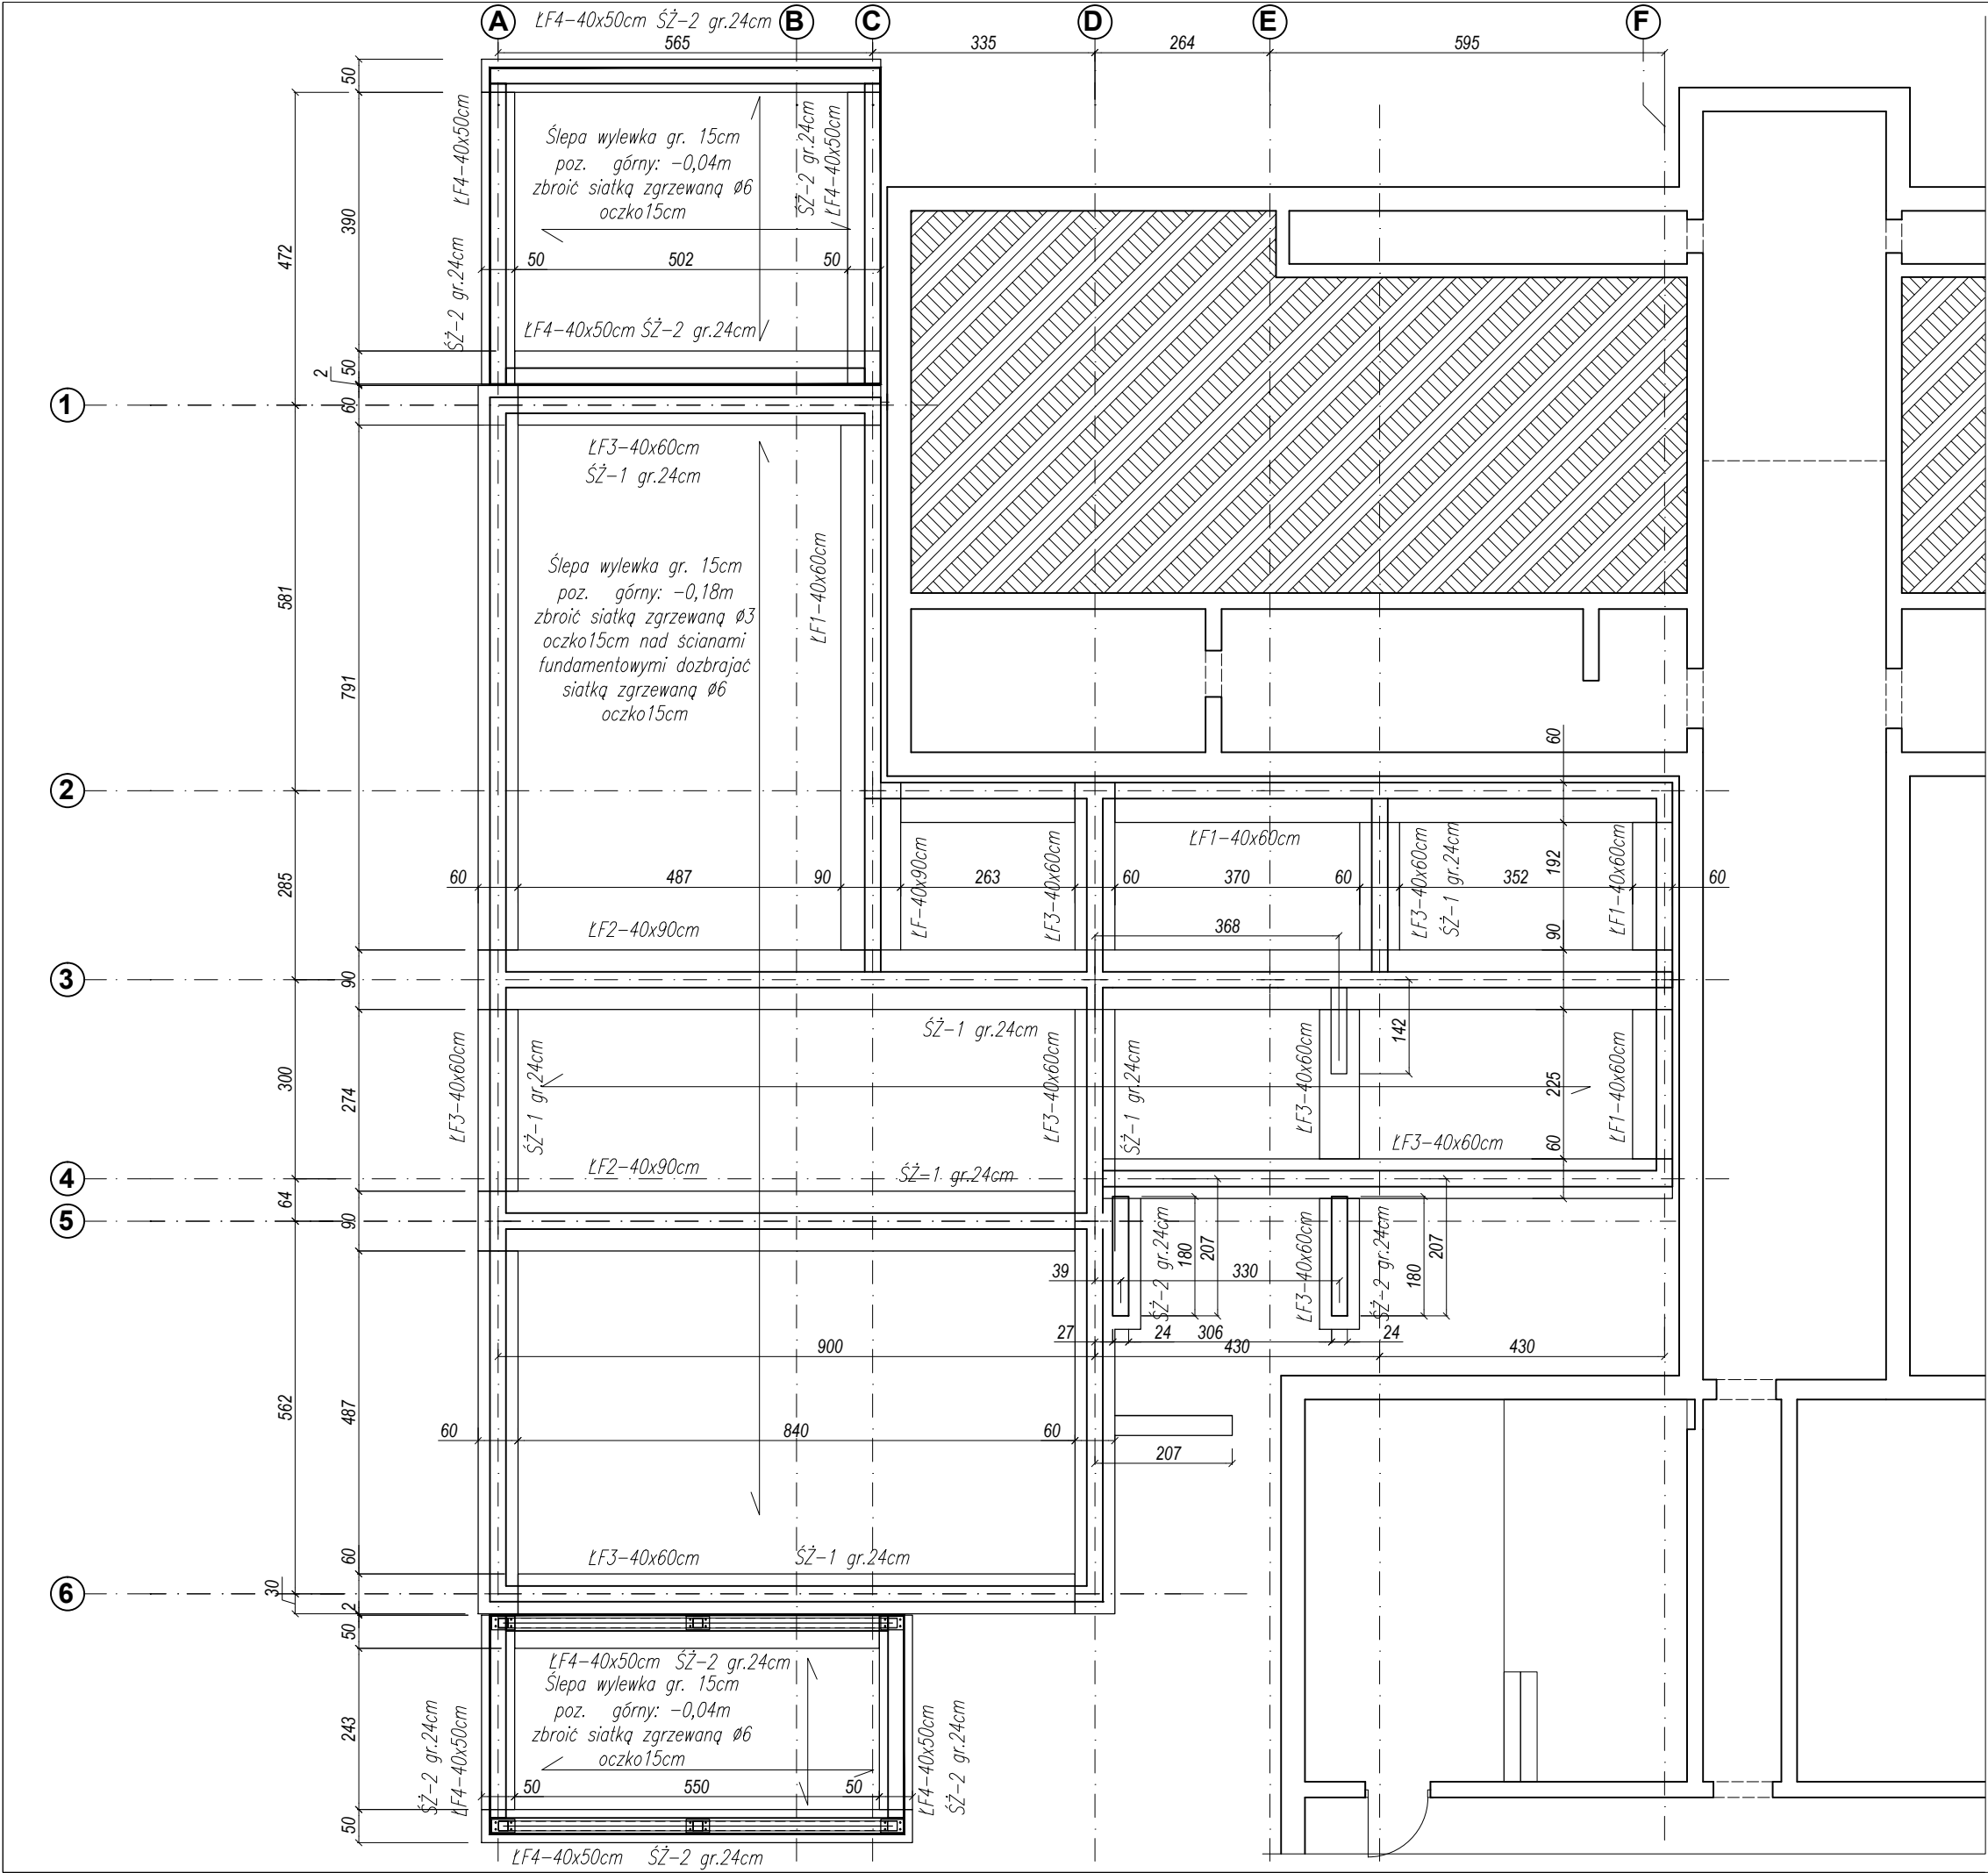 A
ŁF4-40x50cm ŚŻ-2 gr.24cm
B
C
D
E
F
565
335
264
595
50
472
390
ŁF4-40x50cm
ŚŻ-2 gr.24cm
Ślepa wylewka gr. 15cm
poz. górny: -0,04m
zbroić siatką zgrzewaną ø6
oczko15cm
ŚŻ-2 gr.24cm
ŁF4-40x50cm
50
502
50
ŁF4-40x50cm ŚŻ-2 gr.24cm
2
50
1
60
ŁF3-40x60cm
ŚŻ-1 gr.24cm
581
791
Ślepa wylewka gr. 15cm
poz. górny: -0,18m
zbroić siatką zgrzewaną ø3
oczko15cm nad ścianami
fundamentowymi dozbrajać
siatką zgrzewaną ø6
oczko15cm
ŁF1-40x60cm
60
2
285
ŁF1-40x60cm
192
60
487
90
ŁF-40x90cm
263
ŁF3-40x60cm
60
370
60
ŁF3-40x60cm
ŚŻ-1 gr.24cm
352
ŁF1-40x60cm
60
ŁF2-40x90cm
368
90
3
90
ŚŻ-1 gr.24cm
142
300
274
ŁF3-40x60cm
ŚŻ-1 gr.24cm
ŁF3-40x60cm
ŚŻ-1 gr.24cm
ŁF3-40x60cm
225
ŁF1-40x60cm
ŁF3-40x60cm
60
ŁF2-40x90cm
ŚŻ-1 gr.24cm
4
64
5
90
ŚŻ-2 gr.24cm
180
207
ŁF3-40x60cm
ŚŻ-2 gr.24cm
180
207
39
330
27
24
306
24
900
430
430
562
487
60
840
60
207
60
ŁF3-40x60cm
ŚŻ-1 gr.24cm
6
30
2
50
ŁF4-40x50cm ŚŻ-2 gr.24cm
Ślepa wylewka gr. 15cm
poz. górny: -0,04m
zbroić siatką zgrzewaną ø6
oczko15cm
243
ŚŻ-2 gr.24cm
ŁF4-40x50cm
ŁF4-40x50cm
ŚŻ-2 gr.24cm
50
550
50
50
ŁF4-40x50cm ŚŻ-2 gr.24cm